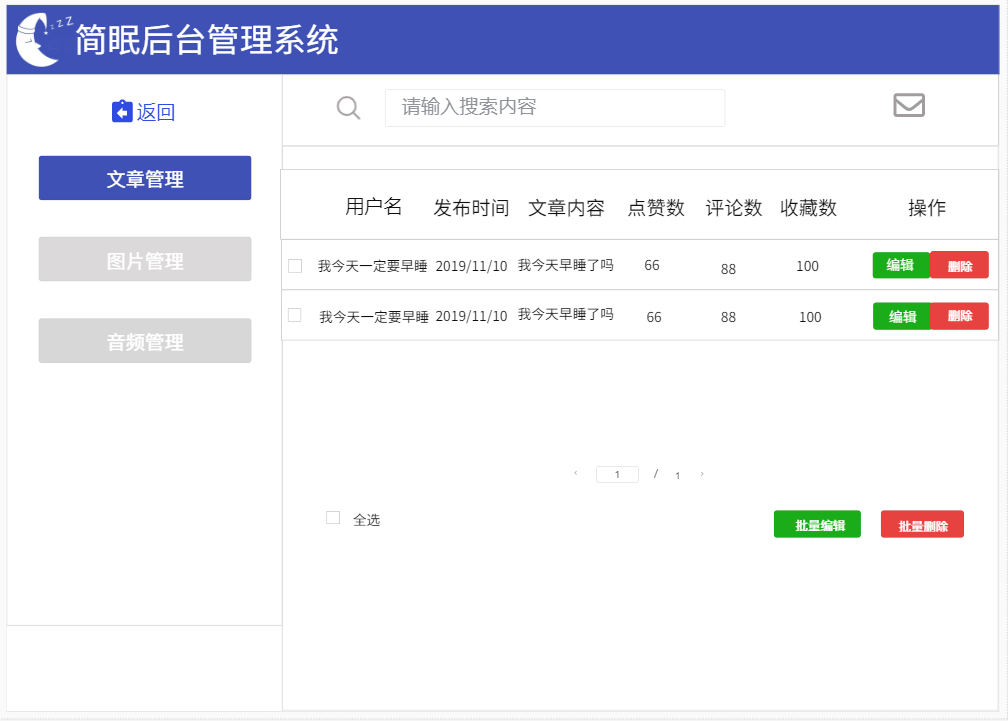 zZZ
简眠后台管理系统
返回
请输入搜索内容
文章管理
图片管理
音频管理
用户名 发布时间 文章内容 点赞数 评论数 收藏数 操作
我今天一定要早睡 2019/11/10 我今天早睡了吗 66 88 100 编辑 删除
我今天一定要早睡 2019/11/10 我今天早睡了吗 66 88 100 编辑 删除
‹ 1 / 1 ›
全选 批量编辑 批量删除